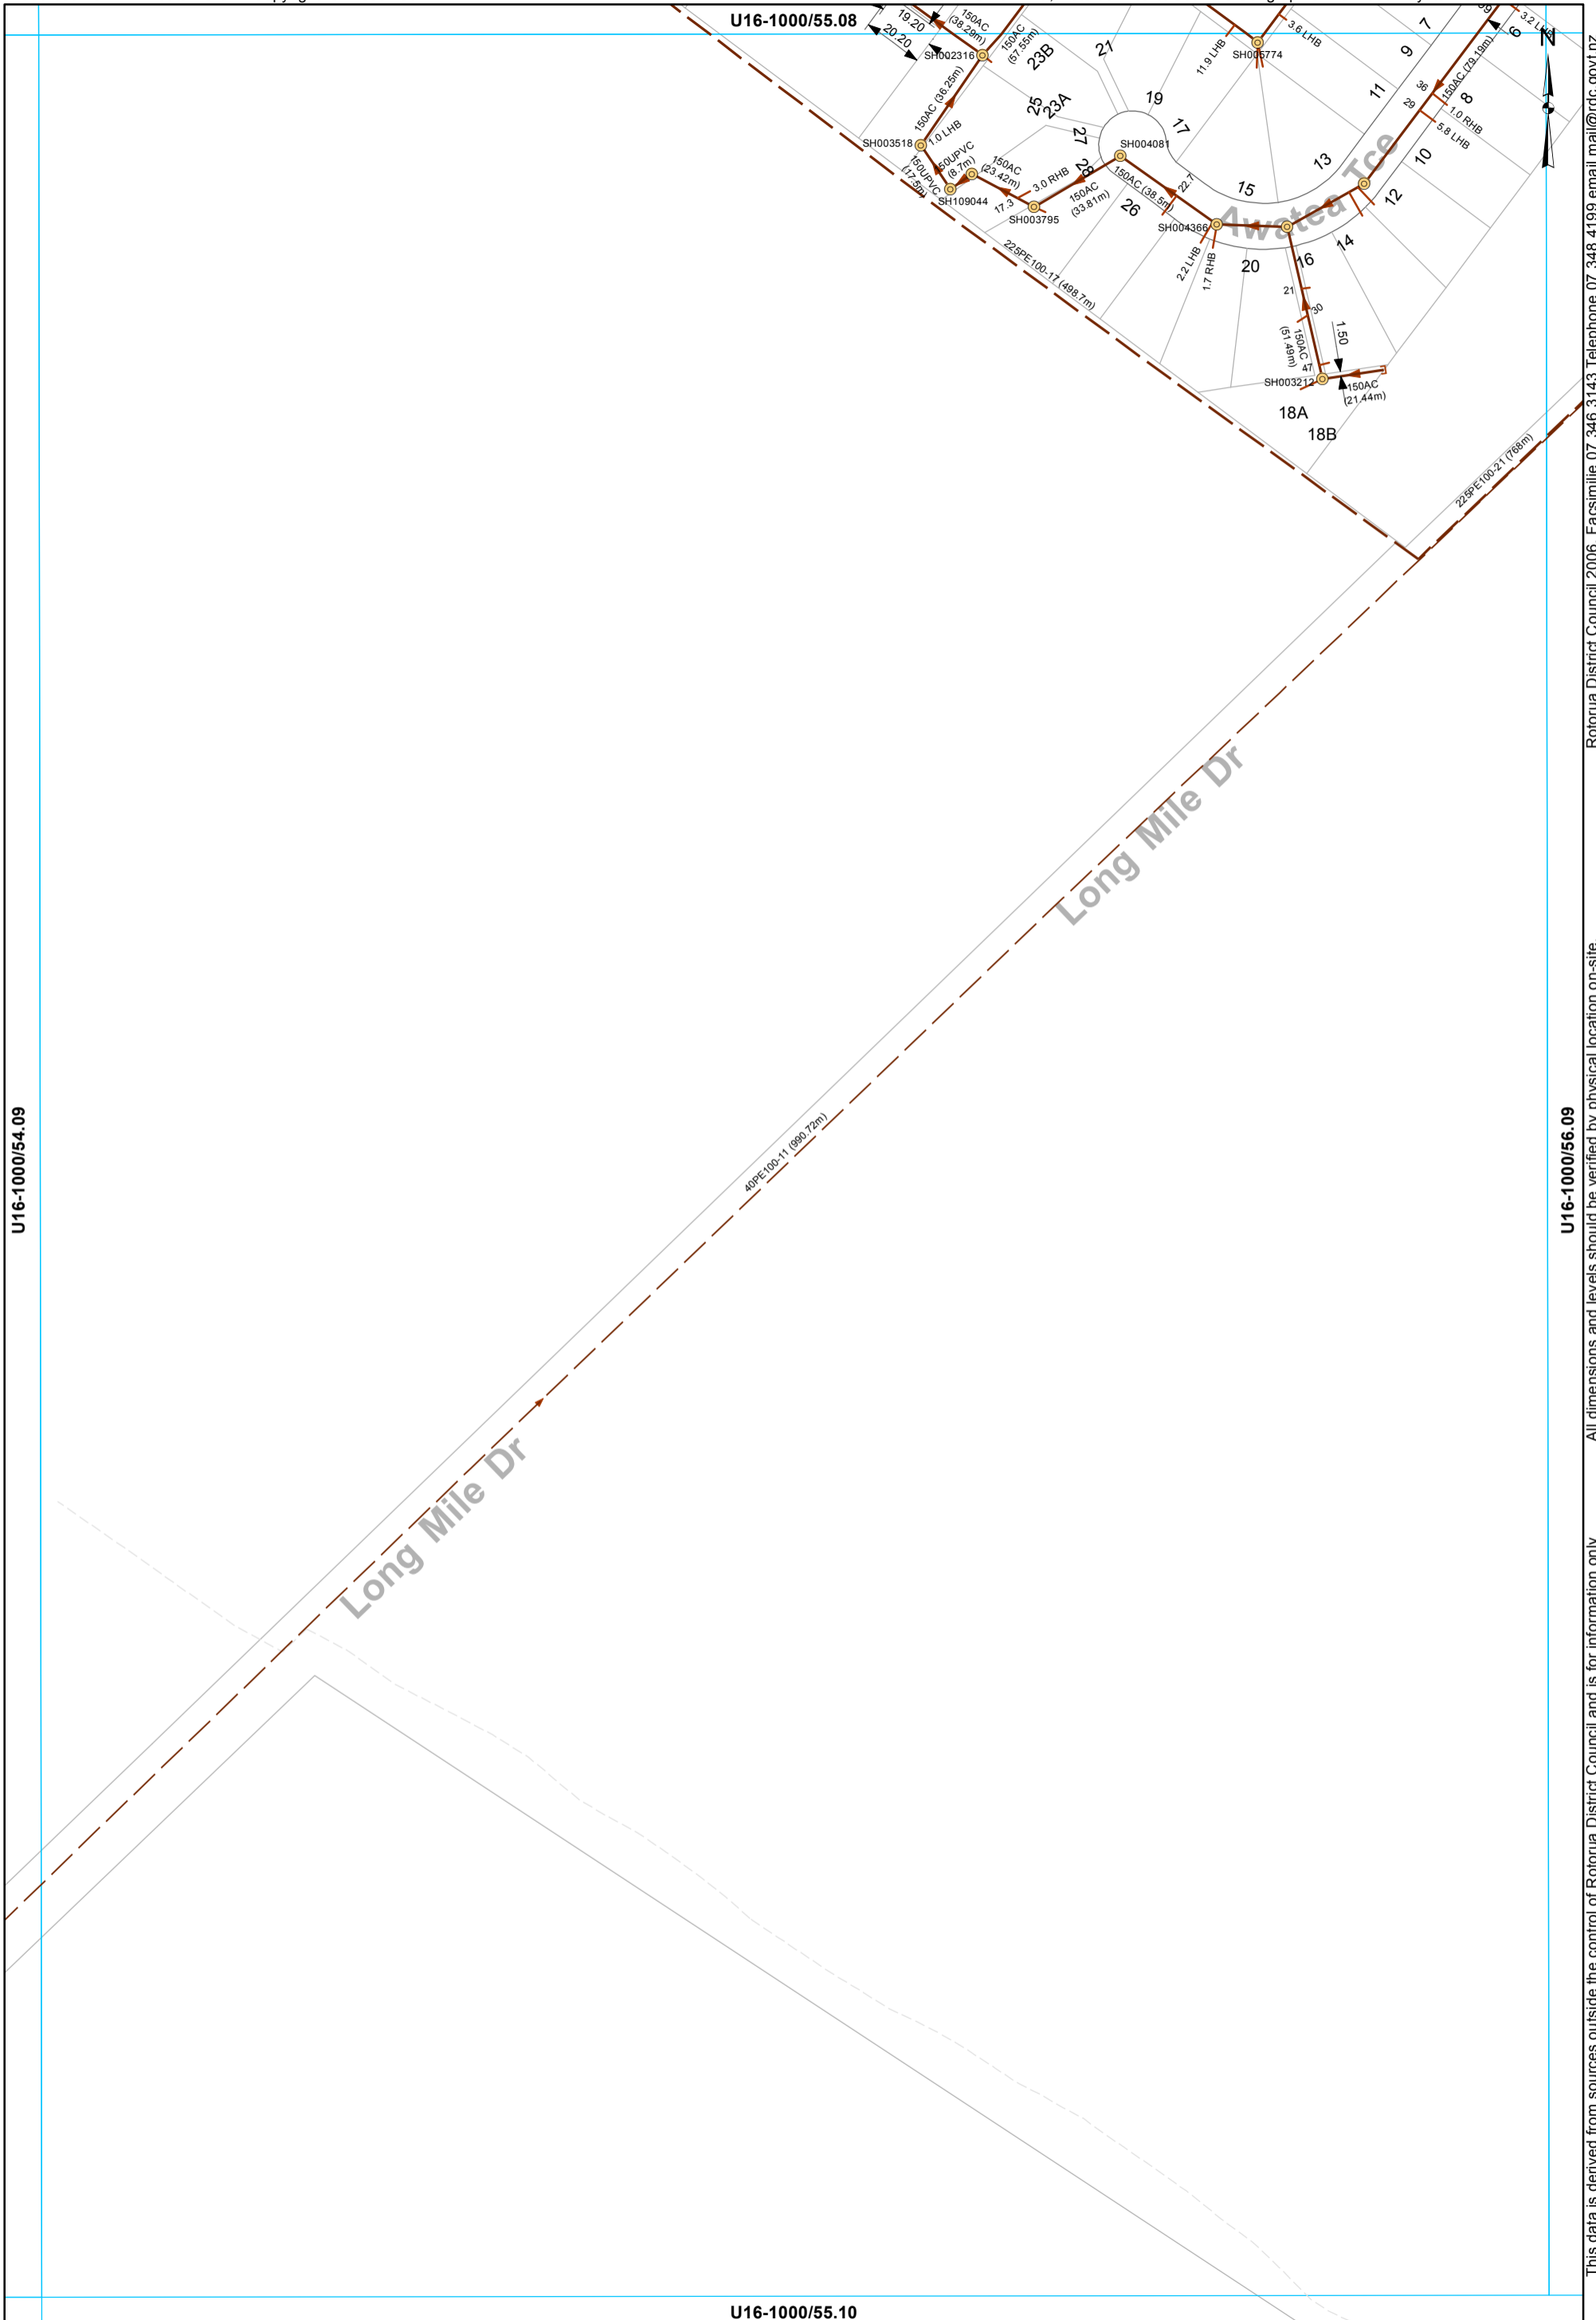 U16-1000/55.08
19.20
20.20
150AC
(38.29m)
150AC
(57.55m)
23B
21
11.9 LHB
3.6 LHB
SH005774
7
9
3.2 LHB
6
N
SH002316
150AC (36.25m)
25
23A
19
17
11
36
29
150AC (79.19m)
8
1.0 RHB
5.8 LHB
SH003518
1.0 LHB
27
SH004081
13
10
150UPVC
(17.5m)
150UPVC
(8.7m)
150AC
(23.42m)
3.0 RHB
28
150AC (38.5m)
22.7
15
12
SH109044
17.3
SH003795
150AC
(33.81m)
26
SH004366
Awatea Tce
14
225PE100-17 (498.7m)
2.2 LHB
1.7 RHB
20
16
21
30
150AC
(51.49m)
1.50
47
SH003212
150AC
(21.44m)
18A
18B
225PE100-21 (768m)
Long Mile Dr
40PE100-11 (990.72m)
Long Mile Dr
U16-1000/54.09
U16-1000/56.09
U16-1000/55.10
Rotorua District Council 2006. Facsimilie 07 346 3143 Telephone 07 348 4199 email mail@rdc.govt.nz
All dimensions and levels should be verified by physical location on-site
This data is derived from sources outside the control of Rotorua District Council and is for information only